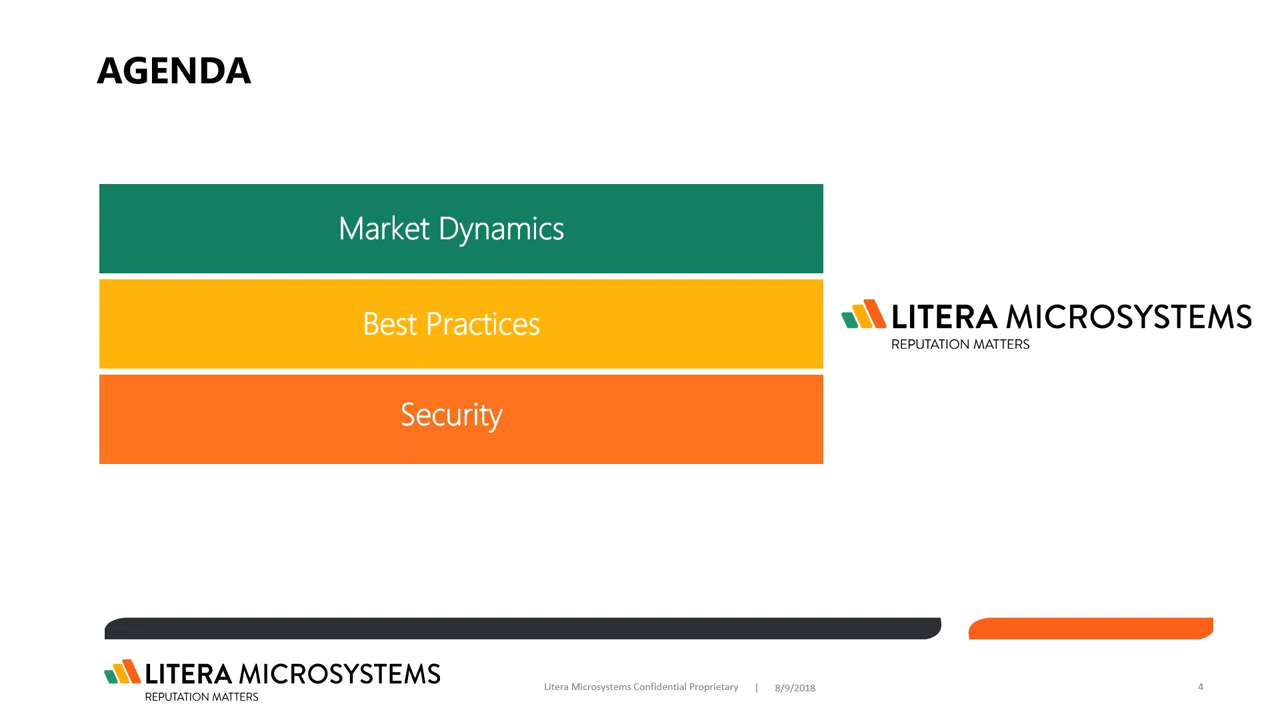 AGENDA
Market Dynamics
Best Practices
Security
LITERA MICROSYSTEMS
REPUTATION MATTERS
LITERA MICROSYSTEMS
REPUTATION MATTERS
Litera Microsystems Confidential Proprietary | 8/9/2018
4